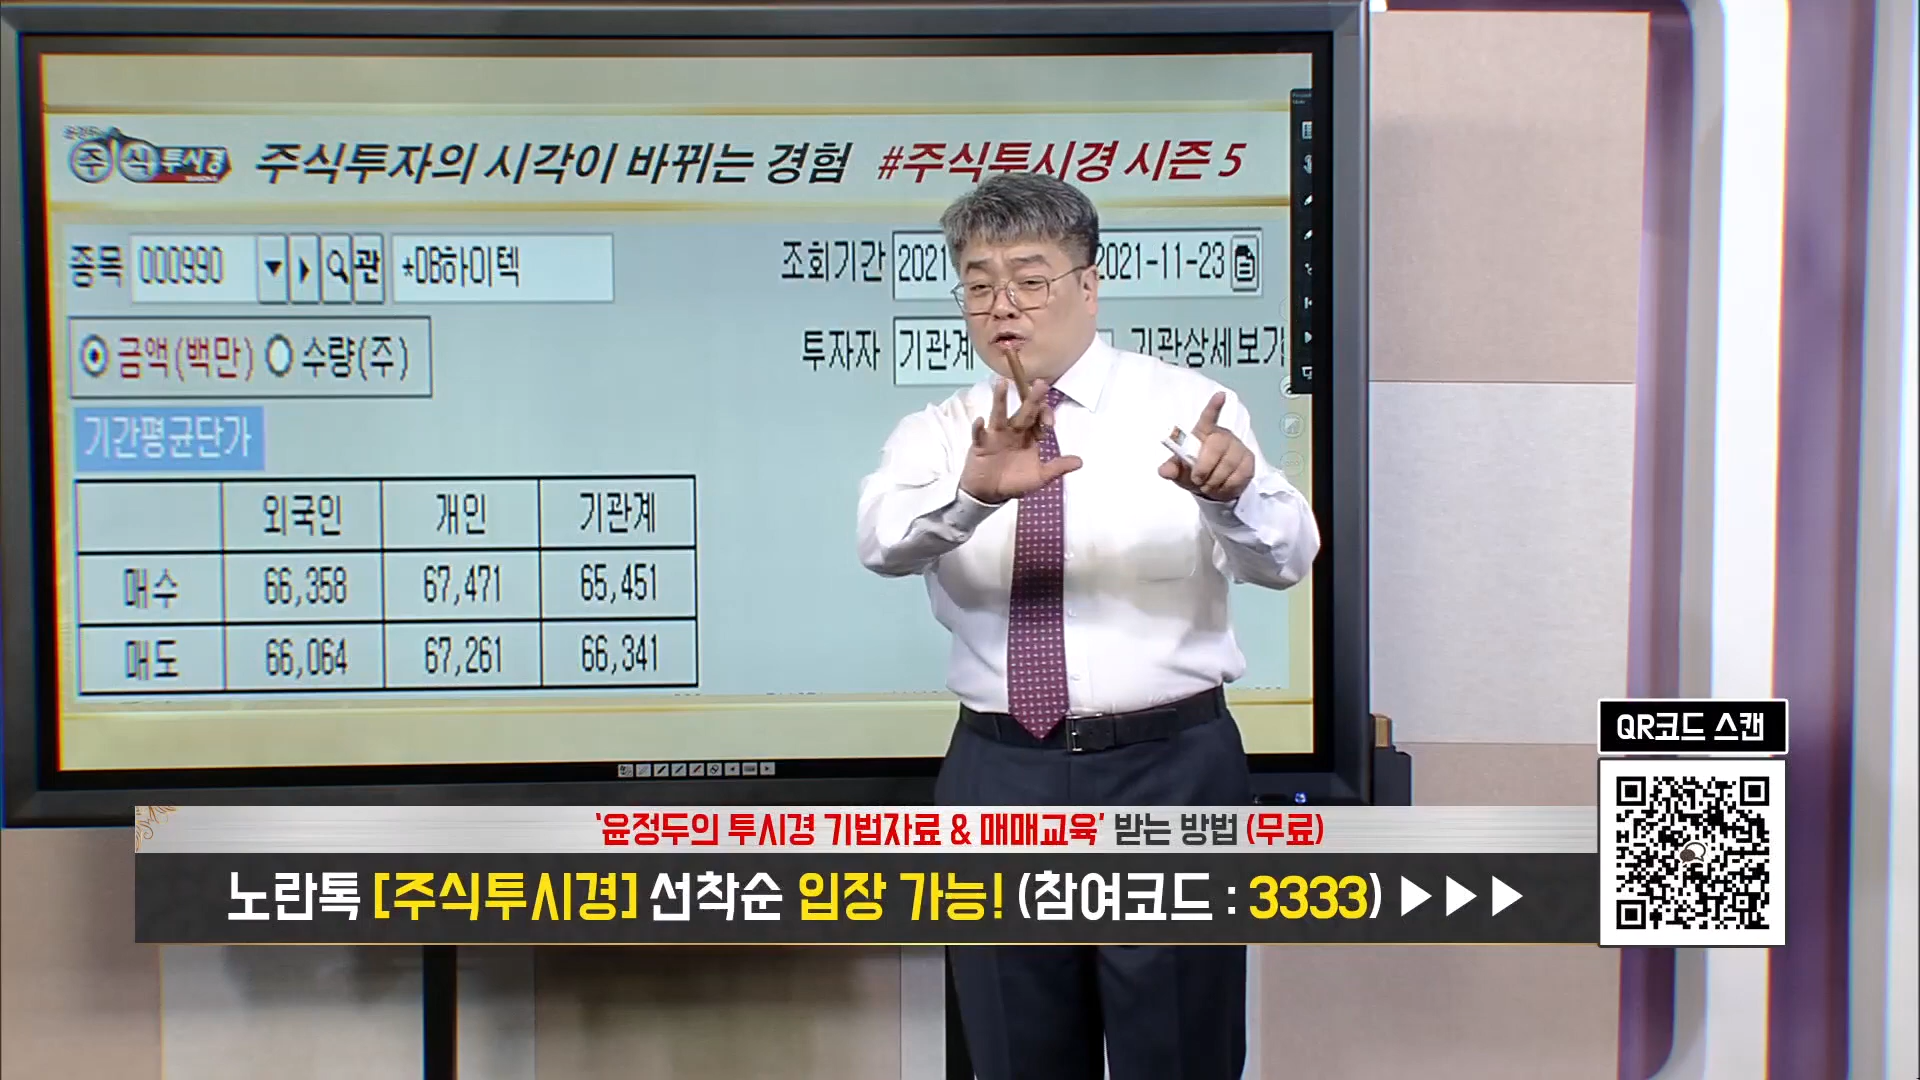 주식투시경
주식투자의 시각이 바뀌는 경험 #주식투시경 시즌 5
종목 000990 관 *DB하이텍 조회기간 2021 2021-11-23
금액(백만) 수량(주) 투자자 기관계 기관상세보기
기간평균단가
외국인 개인 기관계
매수 66,358 67,471 65,451
매도 66,064 67,261 66,341
QR코드 스캔
'윤정두의 투시경 기법자료 & 매매교육' 받는 방법 (무료)
노란톡 [주식투시경] 선착순 입장 가능! (참여코드 : 3333) ▶▶▶